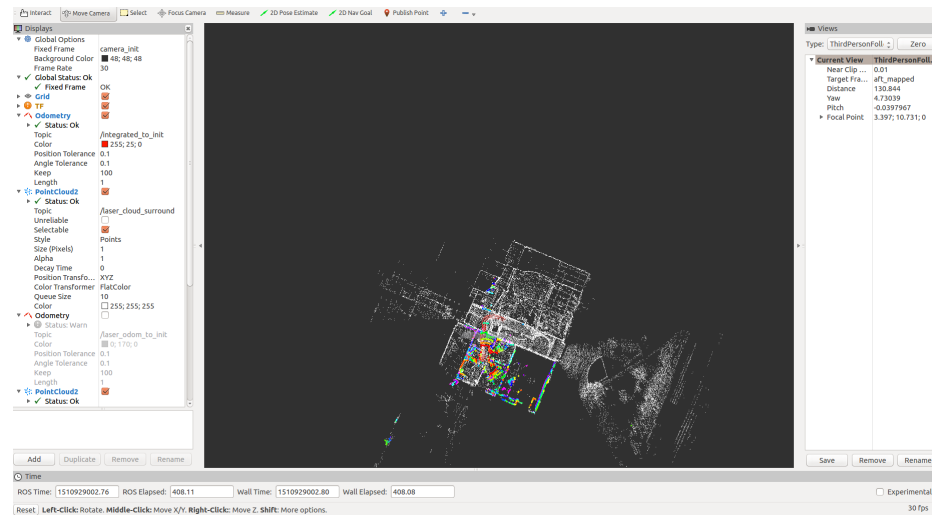 Interact Move Camera Select Focus Camera Measure 2D Pose Estimate 2D Nav Goal Publish Point
Displays
Global Options
Fixed Frame camera_init
Background Color 48; 48; 48
Frame Rate 30
Global Status: Ok
Fixed Frame OK
Grid
TF
Odometry
Status: Ok
Topic /integrated_to_init
Color 255; 25; 0
Position Tolerance 0.1
Angle Tolerance 0.1
Keep 100
Length 1
PointCloud2
Status: Ok
Topic /laser_cloud_surround
Unreliable
Selectable
Style Points
Size (Pixels) 1
Alpha 1
Decay Time 0
Position Transfo... XYZ
Color Transformer FlatColor
Queue Size 10
Color 255; 255; 255
Odometry
Status: Warn
Topic /laser_odom_to_init
Color 0; 170; 0
Position Tolerance 0.1
Angle Tolerance 0.1
Keep 100
Length 1
PointCloud2
Status: Ok
Add Duplicate Remove Rename
Views
Type: ThirdPersonFoll Zero
Current View ThirdPersonFoll...
Near Clip ... 0.01
Target Fra... aft_mapped
Distance 130.844
Yaw 4.73039
Pitch -0.0397967
Focal Point 3.397; 10.731; 0
Save Remove Rename
Time
ROS Time: 1510929002.76 ROS Elapsed: 408.11 Wall Time: 1510929002.80 Wall Elapsed: 408.08 Experimental
Reset Left-Click: Rotate. Middle-Click: Move X/Y. Right-Click: Move Z. Shift: More options. 30 fps